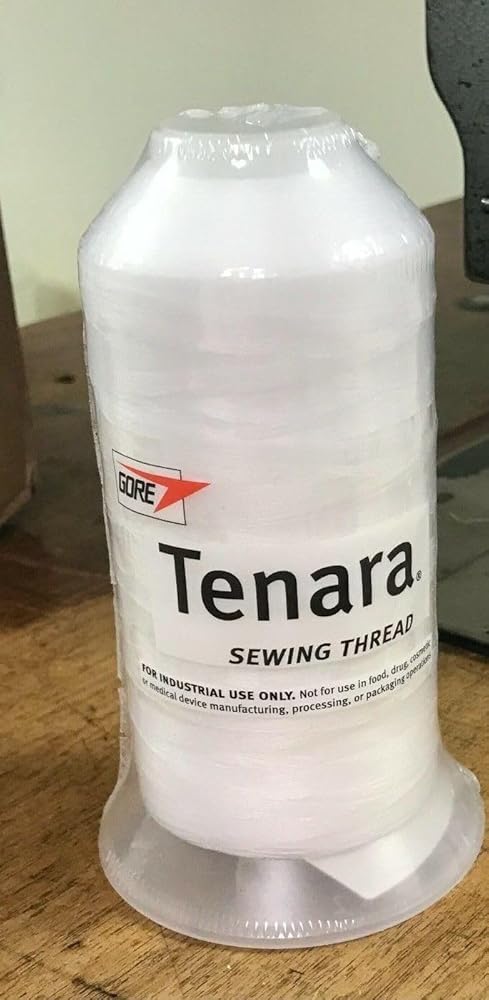 GORE
Tenara®
SEWING THREAD
FOR INDUSTRIAL USE ONLY. Not for use in food, drug, cosmetic
or medical device manufacturing, processing, or packaging operations